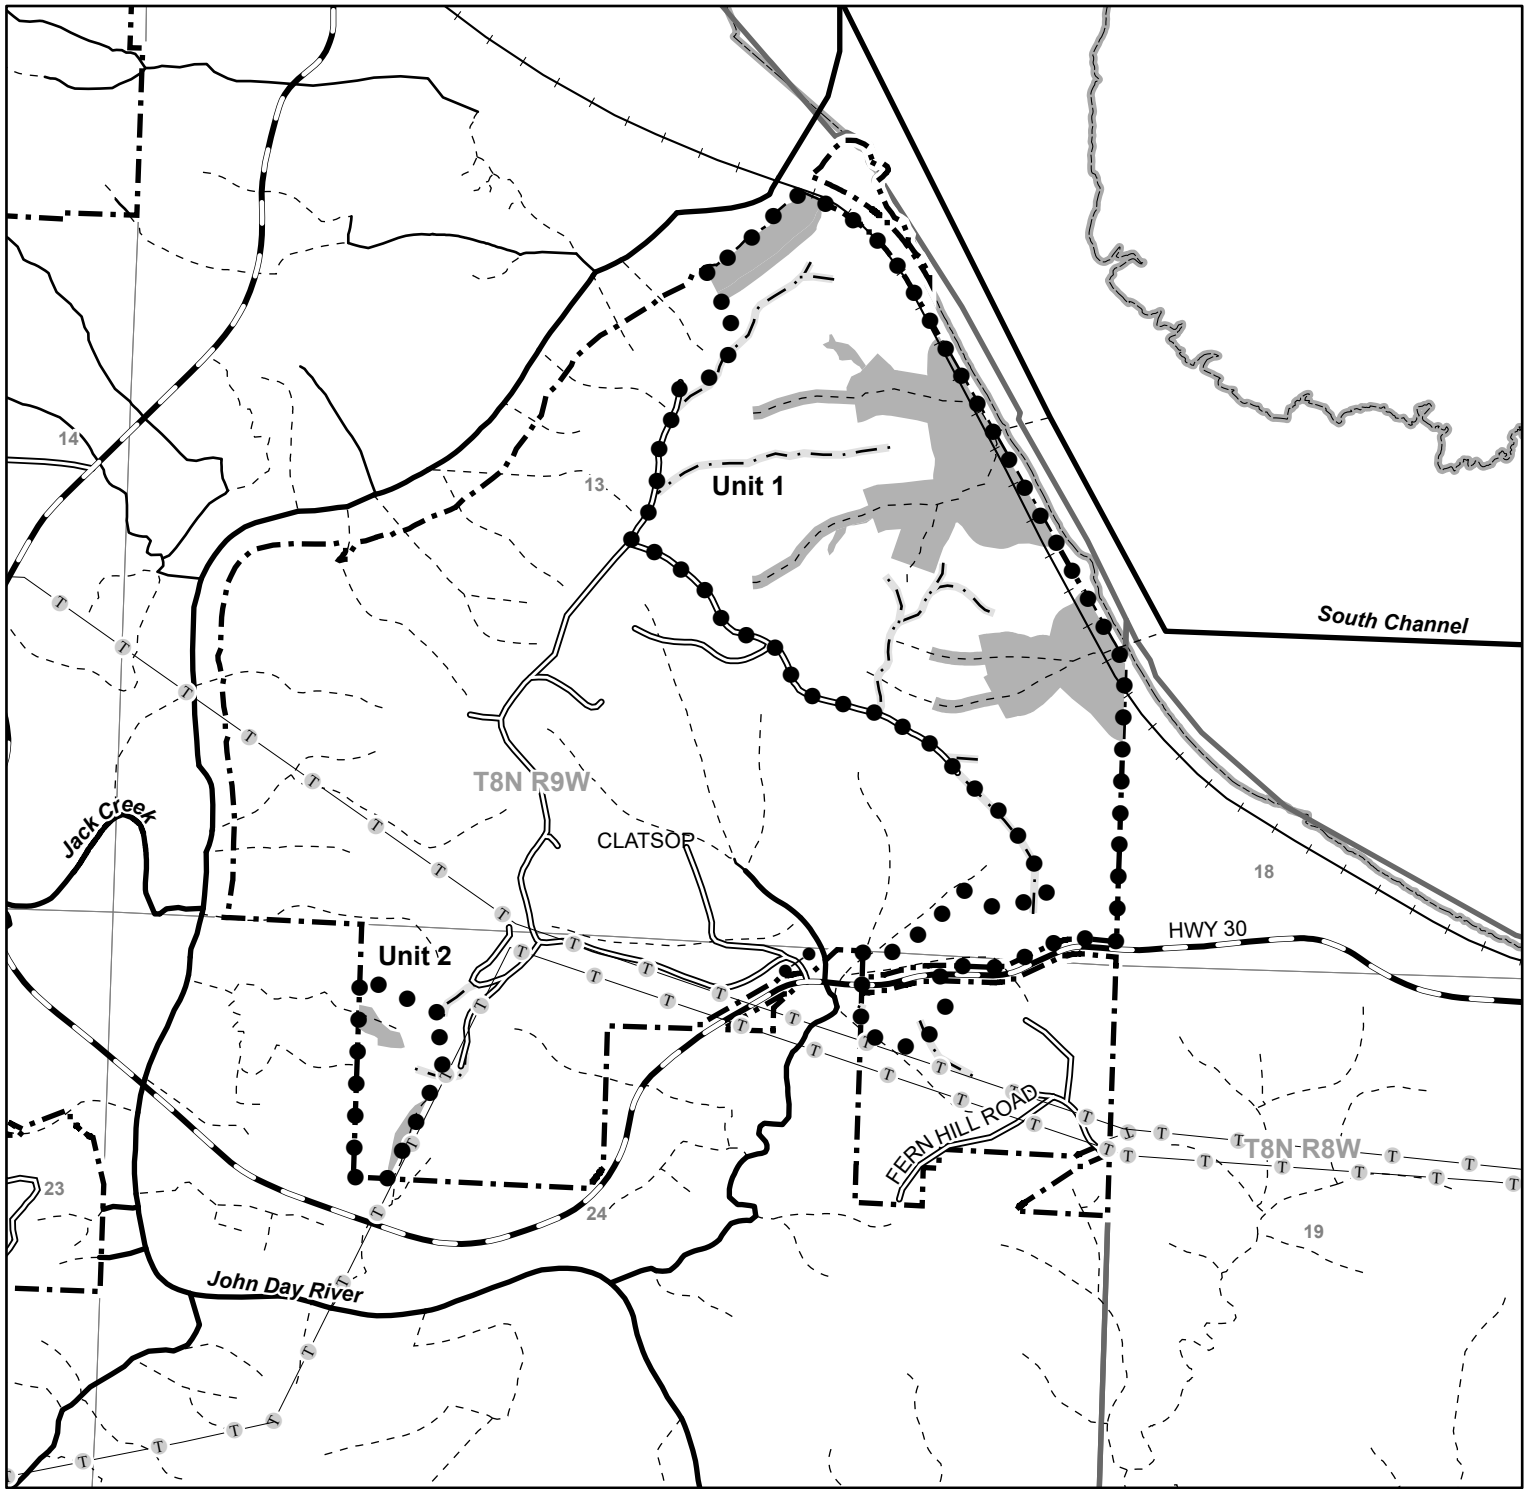 14
13
Unit 1
South Channel
T8N R9W
Jack Creek
CLATSOP
18
HWY 30
Unit 2
FERN HILL ROAD
T8N R8W
23
24
19
John Day River